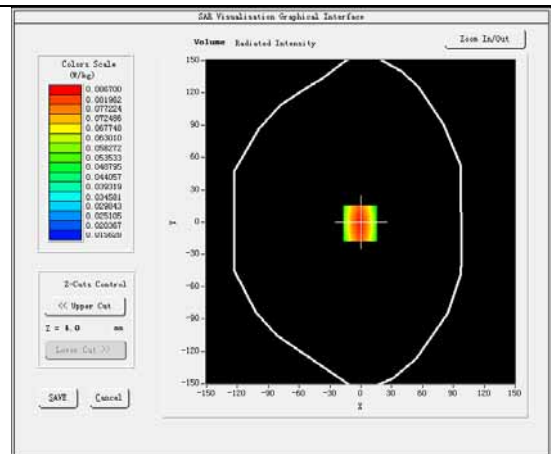 SAR Visualisation Graphical Interface
Volume Radiated Intensity
Zoom In/Out
Colors Scale
(W/kg)
0.086700
0.081962
0.077224
0.072486
0.067748
0.063010
0.058272
0.053533
0.048795
0.044057
0.039319
0.034581
0.029843
0.025105
0.020367
0.015628
Z-Cuts Control
<< Upper Cut
Z = 4.0 mm
Lower Cut >>
SAVE
Cancel
150
120
90
60
30
0
-30
-60
-90
-120
-150
Y
-150 -120 -90 -60 -30 0 30 60 90 120 150
X